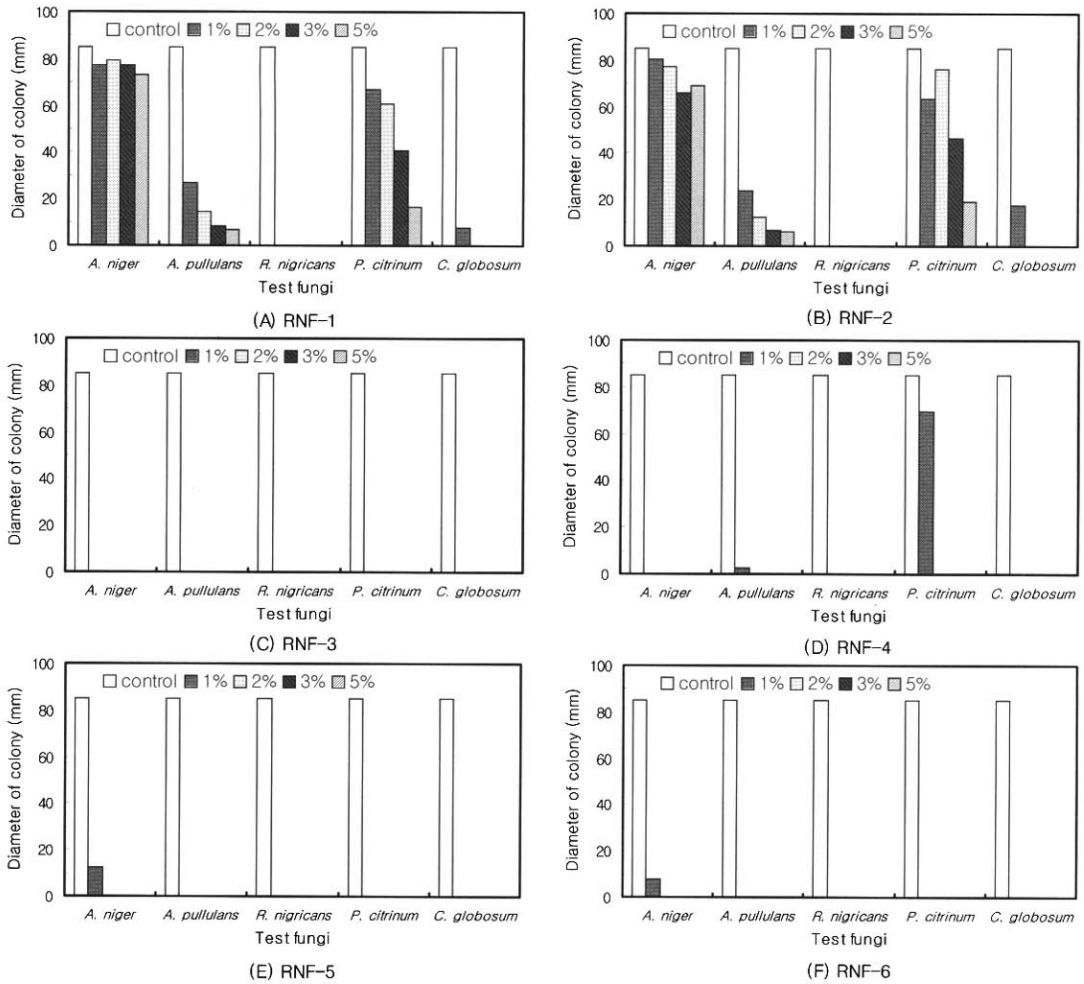 control 1% 2% 3% 5%
Diameter of colony (mm)
100
80
60
40
20
0
A. niger A. pullulans R. nigricans P. citrinum C. globosum
Test fungi
(A) RNF-1
control 1% 2% 3% 5%
Diameter of colony (mm)
100
80
60
40
20
0
A. niger A. pullulans R. nigricans P. citrinum C. globosum
Test fungi
(B) RNF-2
control 1% 2% 3% 5%
Diameter of colony (mm)
100
80
60
40
20
0
A. niger A. pullulans R. nigricans P. citrinum C. globosum
Test fungi
(C) RNF-3
control 1% 2% 3% 5%
Diameter of colony (mm)
100
80
60
40
20
0
A. niger A. pullulans R. nigricans P. citrinum C. globosum
Test fungi
(D) RNF-4
control 1% 2% 3% 5%
Diameter of colony (mm)
100
80
60
40
20
0
A. niger A. pullulans R. nigricans P. citrinum C. globosum
Test fungi
(E) RNF-5
control 1% 2% 3% 5%
Diameter of colony (mm)
100
80
60
40
20
0
A. niger A. pullulans R. nigricans P. citrinum C. globosum
Test fungi
(F) RNF-6